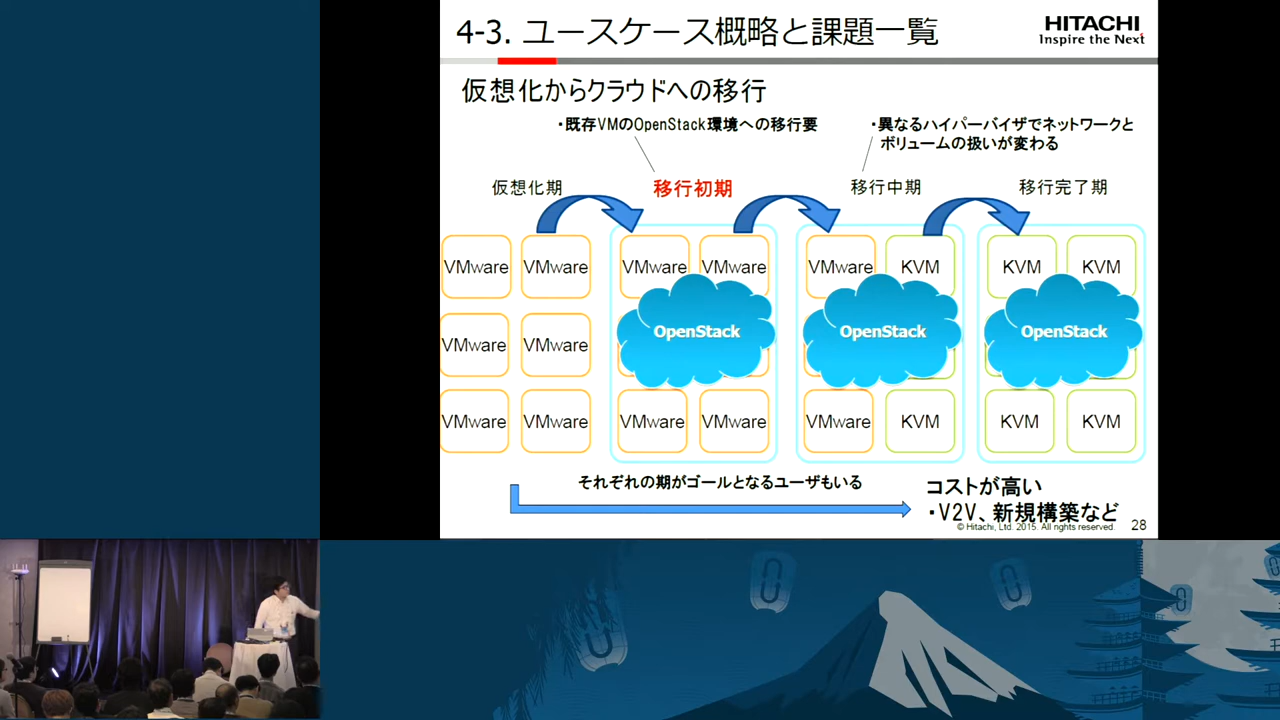 4-3. ユースケース概略と課題一覧
HITACHI
Inspire the Next
仮想化からクラウドへの移行
・既存VMのOpenStack環境への移行要
・異なるハイパーバイザでネットワークと
ボリュームの扱いが変わる
仮想化期
移行初期
移行中期
移行完了期
VMware VMware VMware VMware VMware KVM KVM KVM
OpenStack OpenStack OpenStack
VMware VMware
VMware VMware VMware VMware VMware KVM KVM KVM
それぞれの期がゴールとなるユーザもいる
コストが高い
・V2V、新規構築など
© Hitachi, Ltd. 2015. All rights reserved.
28